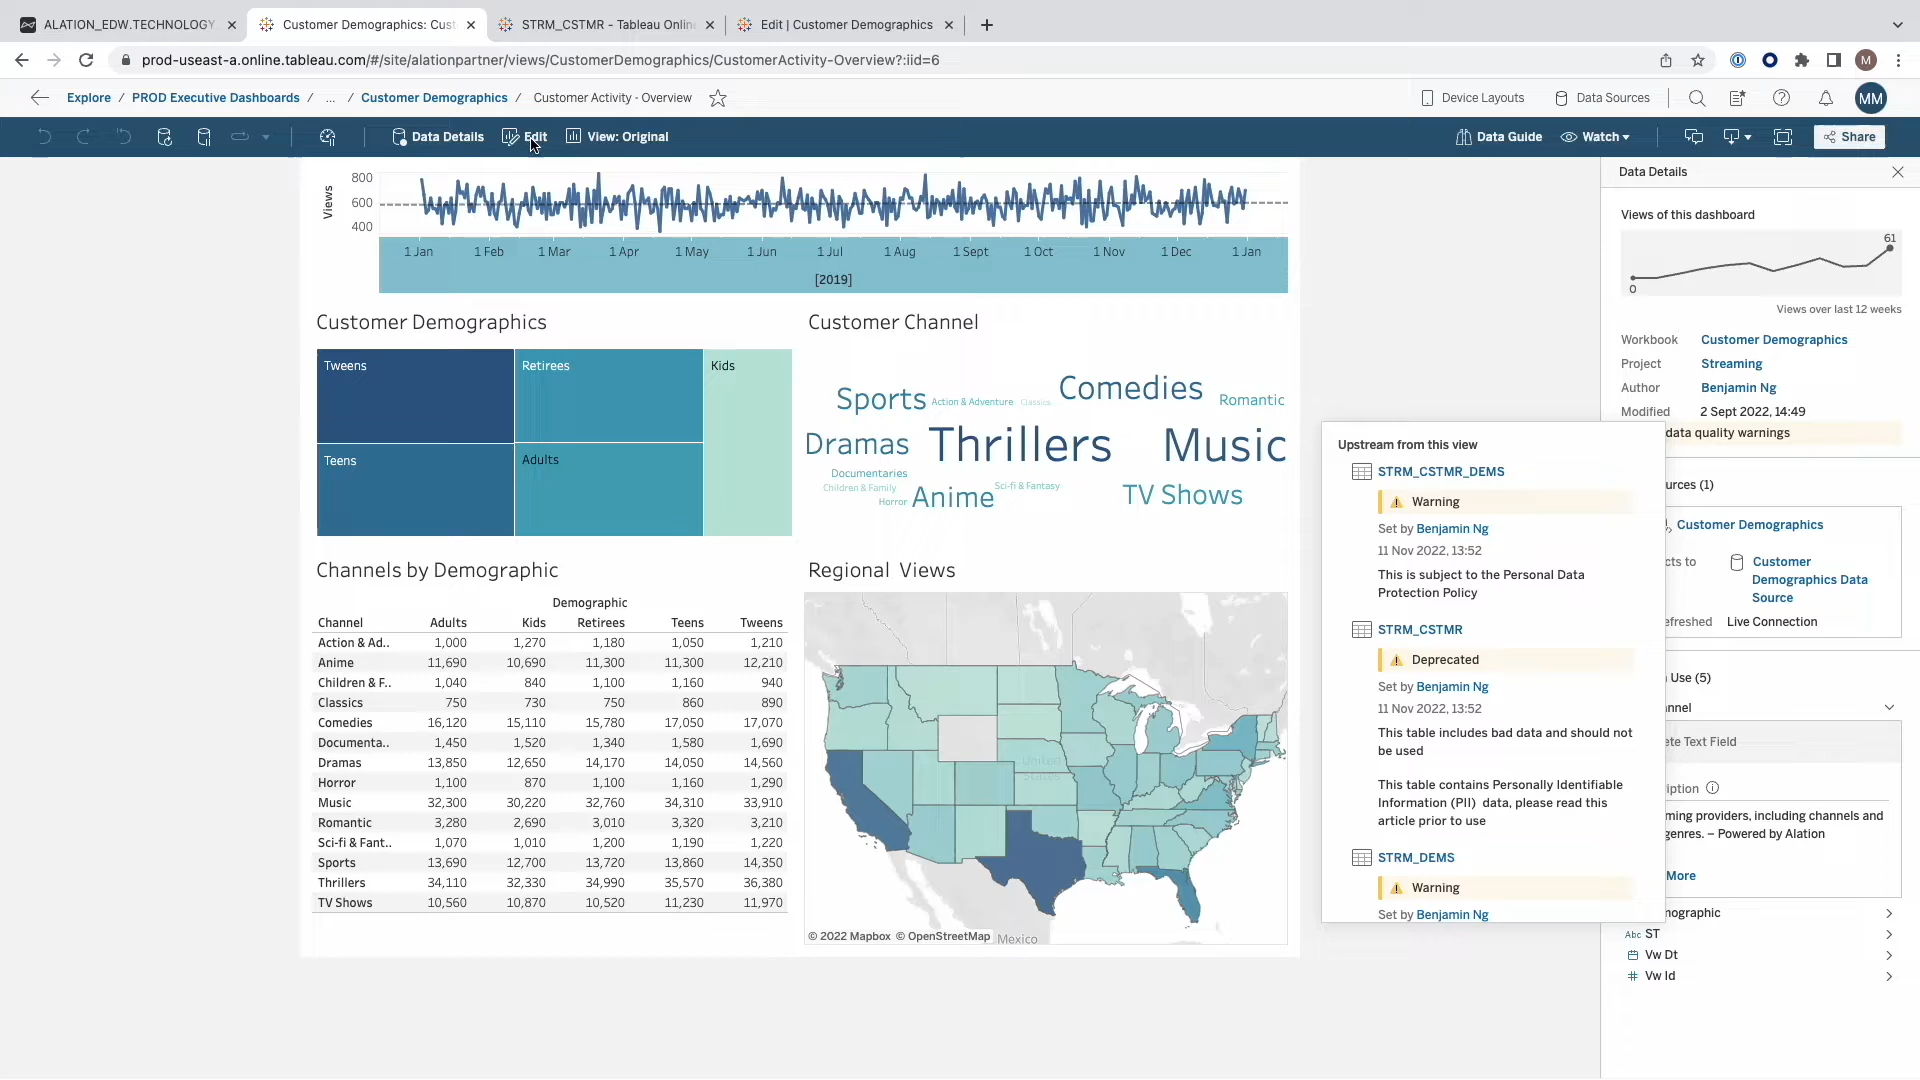 ALATION_EDW.TECHNOLOGY
Customer Demographics: Cust
STRM_CSTMR - Tableau Online
Edit | Customer Demographics
prod-useast-a.online.tableau.com/#/site/alationpartner/views/CustomerDemographics/CustomerActivity-Overview?:iid=6
M
Explore / PROD Executive Dashboards / ... / Customer Demographics / Customer Activity - Overview
Device Layouts
Data Sources
MM
Data Details
Edit
View: Original
Data Guide
Watch
Share
Views
800
600
400
1 Jan 1 Feb 1 Mar 1 Apr 1 May 1 Jun 1 Jul 1 Aug 1 Sept 1 Oct 1 Nov 1 Dec 1 Jan
[2019]
Customer Demographics
Tweens
Retirees
Kids
Teens
Adults
Customer Channel
Comedies
Sports
Action & Adventure
Classics
Romantic
Dramas
Thrillers
Music
Documentaries
Children & Family
Sci-fi & Fantasy
Horror
Anime
TV Shows
Channels by Demographic
Demographic
Channel Adults Kids Retirees Teens Tweens
Action & Ad.. 1,000 1,270 1,180 1,050 1,210
Anime 11,690 10,690 11,300 11,300 12,210
Children & F.. 1,040 840 1,100 1,160 940
Classics 750 730 750 860 890
Comedies 16,120 15,110 15,780 17,050 17,070
Documenta.. 1,450 1,520 1,340 1,580 1,690
Dramas 13,850 12,650 14,170 14,050 14,560
Horror 1,100 870 1,100 1,160 1,290
Music 32,300 30,220 32,760 34,310 33,910
Romantic 3,280 2,690 3,010 3,320 3,210
Sci-fi & Fant.. 1,070 1,010 1,200 1,190 1,220
Sports 13,690 12,700 13,720 13,860 14,350
Thrillers 34,110 32,330 34,990 35,570 36,380
TV Shows 10,560 10,870 10,520 11,230 11,970
Regional Views
United
States
© 2022 Mapbox © OpenStreetMap
Mexico
Upstream from this view
STRM_CSTMR_DEMS
Warning
Set by Benjamin Ng
11 Nov 2022, 13:52
This is subject to the Personal Data
Protection Policy
STRM_CSTMR
Deprecated
Set by Benjamin Ng
11 Nov 2022, 13:52
This table includes bad data and should not
be used
This table contains Personally Identifiable
Information (PII) data, please read this
article prior to use
STRM_DEMS
Warning
Set by Benjamin Ng
Data Details
Views of this dashboard
61
0
Views over last 12 weeks
Workbook Customer Demographics
Project Streaming
Author Benjamin Ng
Modified 2 Sept 2022, 14:49
data quality warnings
urces (1)
Customer Demographics
cts to
Customer
Demographics Data
Source
efreshed Live Connection
Use (5)
nnel
ete Text Field
iption
ming providers, including channels and
genres. – Powered by Alation
More
mographic
Abc ST
Vw Dt
# Vw Id